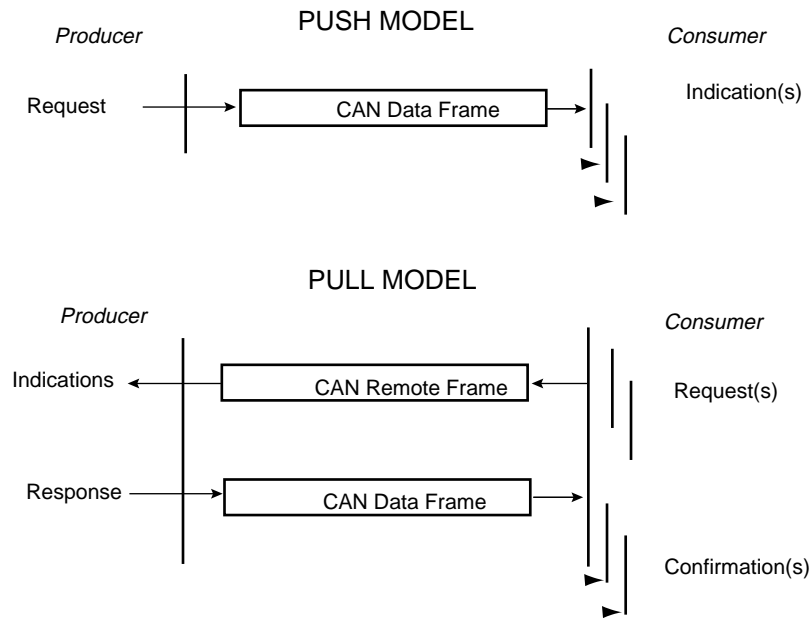 PUSH MODEL
Producer
Consumer
Request
CAN Data Frame
Indication(s)
PULL MODEL
Producer
Consumer
Indications
CAN Remote Frame
Request(s)
Response
CAN Data Frame
Confirmation(s)